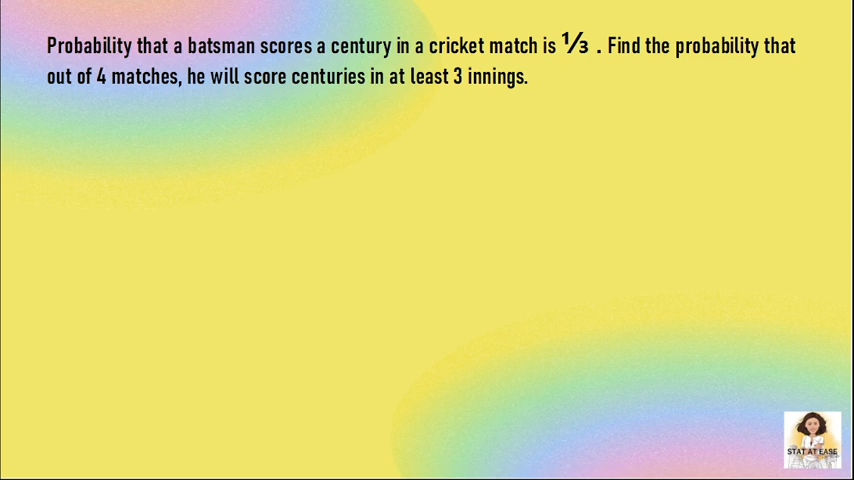 Probability that a batsman scores a century in a cricket match is ⅓ . Find the probability that
out of 4 matches, he will score centuries in at least 3 innings.
STAT AT EASE